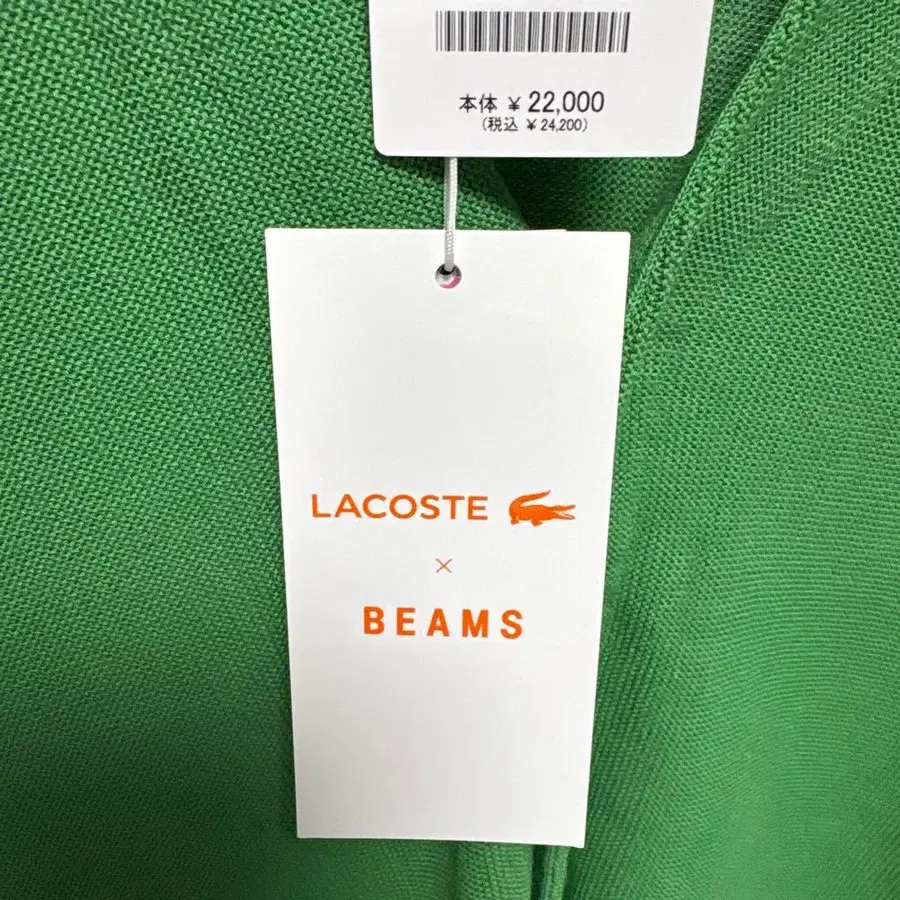 本体 ¥ 22,000
(税込 ¥ 24,200)
LACOSTE
×
BEAMS